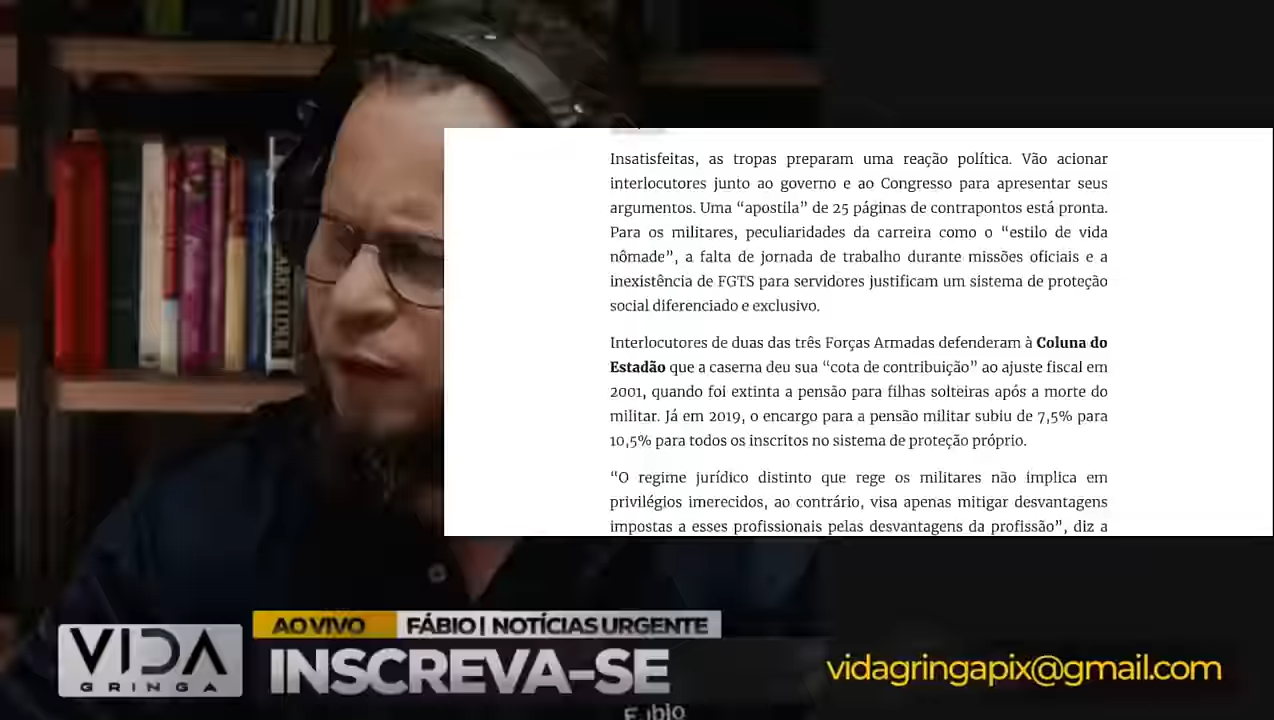 Insatisfeitas, as tropas preparam uma reação política. Vão acionar
interlocutores junto ao governo e ao Congresso para apresentar seus
argumentos. Uma “apostila” de 25 páginas de contrapontos está pronta.
Para os militares, peculiaridades da carreira como o “estilo de vida
nômade”, a falta de jornada de trabalho durante missões oficiais e a
inexistência de FGTS para servidores justificam um sistema de proteção
social diferenciado e exclusivo.
Interlocutores de duas das três Forças Armadas defenderam à Coluna do
Estadão que a caserna deu sua “cota de contribuição” ao ajuste fiscal em
2001, quando foi extinta a pensão para filhas solteiras após a morte do
militar. Já em 2019, o encargo para a pensão militar subiu de 7,5% para
10,5% para todos os inscritos no sistema de proteção próprio.
“O regime jurídico distinto que rege os militares não implica em
privilégios imerecidos, ao contrário, visa apenas mitigar desvantagens
impostas a esses profissionais pelas desvantagens da profissão”, diz a
AO VIVO FÁBIO | NOTÍCIAS URGENTE
VIDA
GRINGA
INSCREVA-SE
vidagringapix@gmail.com
Fábio